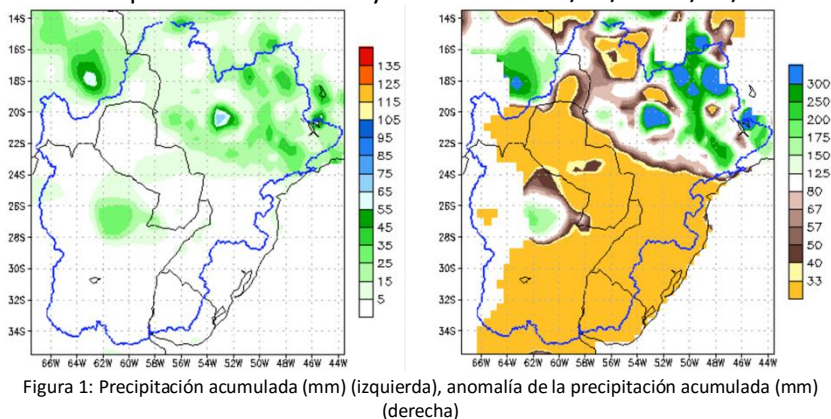 14S
16S
18S
20S
22S
24S
26S
28S
30S
32S
34S
66W 64W 62W 60W 58W 56W 54W 52W 50W 48W 46W 44W
135
125
115
105
95
85
75
65
55
45
35
25
15
5
14S
16S
18S
20S
22S
24S
26S
28S
30S
32S
34S
66W 64W 62W 60W 58W 56W 54W 52W 50W 48W 46W 44W
300
250
200
175
150
125
80
67
57
50
40
33
Figura 1: Precipitación acumulada (mm) (izquierda), anomalía de la precipitación acumulada (mm)
(derecha)